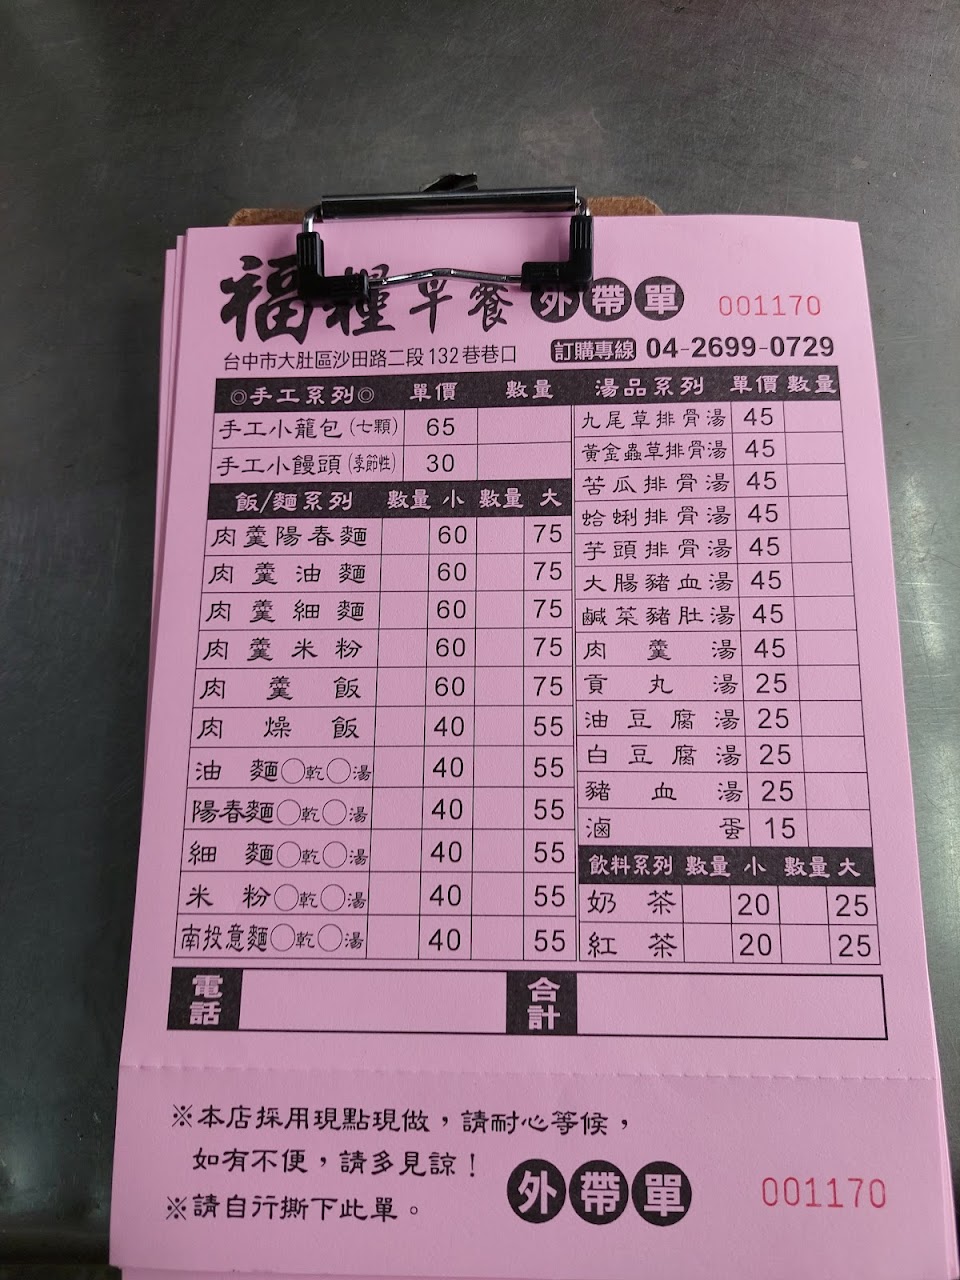 福糧早餐 外帶單 001170
台中市大肚區沙田路二段132巷巷口 訂購專線 04-2699-0729
◎手工系列◎ 單價 數量
手工小籠包(七顆) 65
手工小饅頭(季節性) 30
飯/麵系列 數量 小 數量 大
肉羹陽春麵 60 75
肉羹油麵 60 75
肉羹細麵 60 75
肉羹米粉 60 75
肉羹飯 60 75
肉燥飯 40 55
油麵○乾○湯 40 55
陽春麵○乾○湯 40 55
細麵○乾○湯 40 55
米粉○乾○湯 40 55
南投意麵○乾○湯 40 55
湯品系列 單價 數量
九尾草排骨湯 45
黃金蟲草排骨湯 45
苦瓜排骨湯 45
蛤蜊排骨湯 45
芋頭排骨湯 45
大腸豬血湯 45
鹹菜豬肚湯 45
肉羹湯 45
貢丸湯 25
油豆腐湯 25
白豆腐湯 25
豬血湯 25
滷蛋 15
飲料系列 數量 小 數量 大
奶茶 20 25
紅茶 20 25
電話 合計
※本店採用現點現做，請耐心等候，
如有不便，請多見諒！
※請自行撕下此單。
外帶單 001170